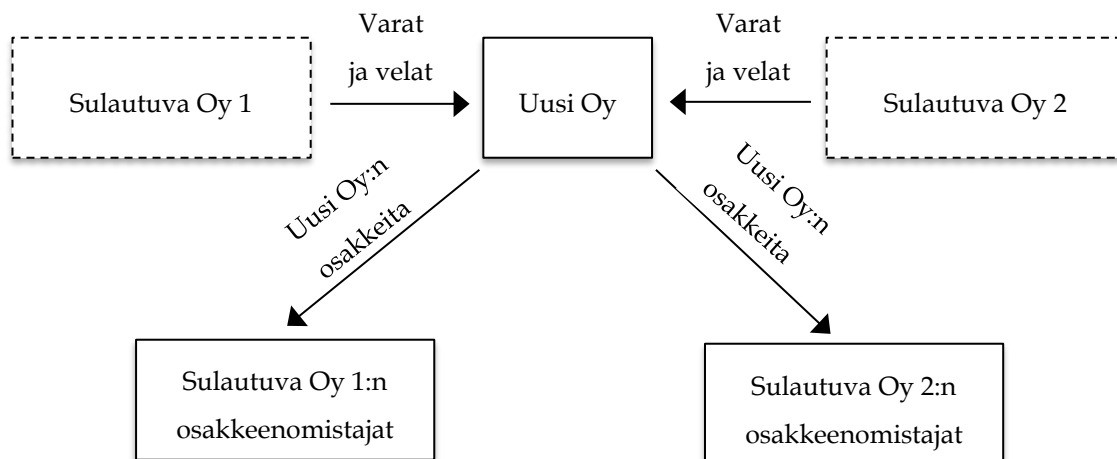 Varat
ja velat
Varat
ja velat
Sulautuva Oy 1
Uusi Oy
Sulautuva Oy 2
Uusi Oy:n
osakkeita
Uusi Oy:n
osakkeita
Sulautuva Oy 1:n
osakkeenomistajat
Sulautuva Oy 2:n
osakkeenomistajat